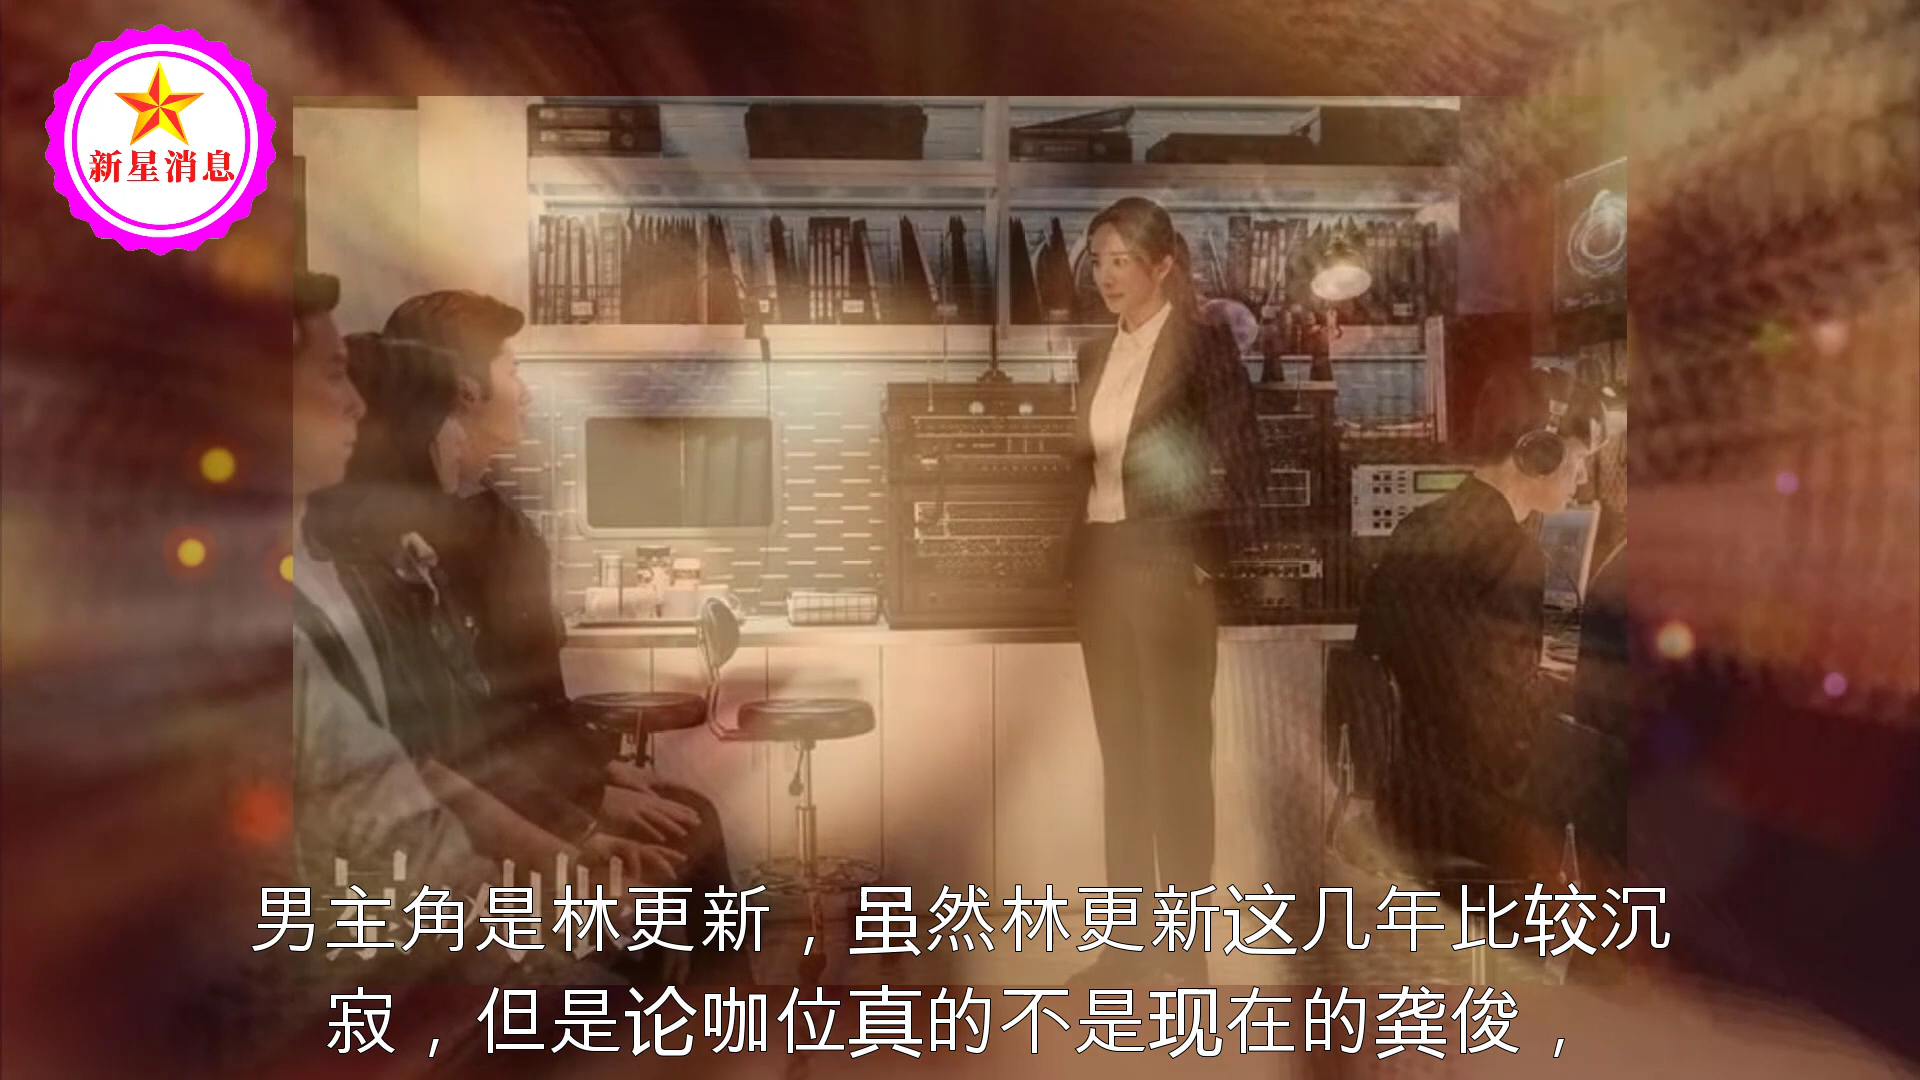 新星消息
男主角是林更新，虽然林更新这几年比较沉
寂，但是论咖位真的不是现在的龚俊，